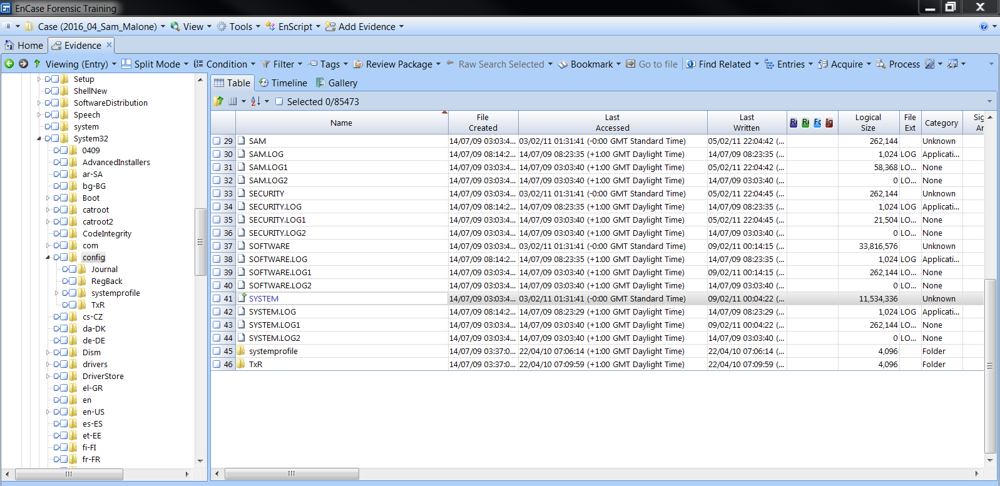 EnCase Forensic Training
Case (2016_04_Sam_Malone) View Tools EnScript Add Evidence
Home Evidence
Viewing (Entry) Split Mode Condition Filter Tags Review Package Raw Search Selected Bookmark Go to file Find Related Entries Acquire Process
Setup
ShellNew
SoftwareDistribution
Speech
system
System32
0409
AdvancedInstallers
ar-SA
bg-BG
Boot
catroot
catroot2
CodeIntegrity
com
config
Journal
RegBack
systemprofile
TxR
cs-CZ
da-DK
de-DE
Dism
drivers
DriverStore
el-GR
en
en-US
es-ES
et-EE
fi-FI
fr-FR
Table Timeline Gallery
Selected 0/85473
Name File Created Last Accessed Last Written Re Re Fo Ig Logical Size File Ext Category Sig Ar
29 SAM 14/07/09 03:03:4... 03/02/11 01:31:41 (-0:00 GMT Standard Time) 05/02/11 22:04:42 (... 262,144 Unknown
30 SAM.LOG 14/07/09 08:14:2... 14/07/09 08:23:35 (+1:00 GMT Daylight Time) 14/07/09 08:23:35 (... 1,024 LOG Applicati...
31 SAM.LOG1 14/07/09 03:03:4... 14/07/09 03:03:40 (+1:00 GMT Daylight Time) 05/02/11 22:04:42 (... 58,368 LO... None
32 SAM.LOG2 14/07/09 03:03:4... 14/07/09 03:03:40 (+1:00 GMT Daylight Time) 14/07/09 03:03:40 (... 0 LO... None
33 SECURITY 14/07/09 03:03:4... 03/02/11 01:31:41 (-0:00 GMT Standard Time) 05/02/11 22:04:45 (... 262,144 Unknown
34 SECURITY.LOG 14/07/09 08:14:2... 14/07/09 08:23:35 (+1:00 GMT Daylight Time) 14/07/09 08:23:35 (... 1,024 LOG Applicati...
35 SECURITY.LOG1 14/07/09 03:03:4... 14/07/09 03:03:40 (+1:00 GMT Daylight Time) 05/02/11 22:04:45 (... 21,504 LO... None
36 SECURITY.LOG2 14/07/09 03:03:4... 14/07/09 03:03:40 (+1:00 GMT Daylight Time) 14/07/09 03:03:40 (... 0 LO... None
37 SOFTWARE 14/07/09 03:03:4... 03/02/11 01:31:41 (-0:00 GMT Standard Time) 09/02/11 00:14:15 (... 33,816,576 Unknown
38 SOFTWARE.LOG 14/07/09 08:14:2... 14/07/09 08:23:35 (+1:00 GMT Daylight Time) 14/07/09 08:23:35 (... 1,024 LOG Applicati...
39 SOFTWARE.LOG1 14/07/09 03:03:4... 14/07/09 03:03:40 (+1:00 GMT Daylight Time) 09/02/11 00:14:15 (... 262,144 LO... None
40 SOFTWARE.LOG2 14/07/09 03:03:4... 14/07/09 03:03:40 (+1:00 GMT Daylight Time) 14/07/09 03:03:40 (... 0 LO... None
41 SYSTEM 14/07/09 03:03:4... 03/02/11 01:31:41 (-0:00 GMT Standard Time) 09/02/11 00:04:22 (... 11,534,336 Unknown
42 SYSTEM.LOG 14/07/09 08:14:2... 14/07/09 08:23:29 (+1:00 GMT Daylight Time) 14/07/09 08:23:29 (... 1,024 LOG Applicati...
43 SYSTEM.LOG1 14/07/09 03:03:4... 14/07/09 03:03:40 (+1:00 GMT Daylight Time) 09/02/11 00:04:22 (... 262,144 LO... None
44 SYSTEM.LOG2 14/07/09 03:03:4... 14/07/09 03:03:40 (+1:00 GMT Daylight Time) 14/07/09 03:03:40 (... 0 LO... None
45 systemprofile 14/07/09 03:37:0... 22/04/10 07:06:14 (+1:00 GMT Daylight Time) 22/04/10 07:06:14 (... 4,096 Folder
46 TxR 14/07/09 03:37:0... 22/04/10 07:09:59 (+1:00 GMT Daylight Time) 22/04/10 07:09:59 (... 4,096 Folder